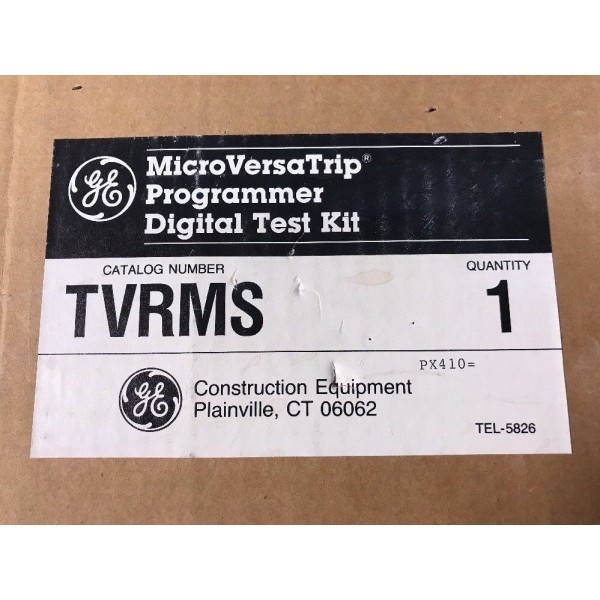 GE
MicroVersaTrip®
Programmer
Digital Test Kit
CATALOG NUMBER
QUANTITY
TVRMS
1
PX410=
GE
Construction Equipment
Plainville, CT 06062
TEL-5826